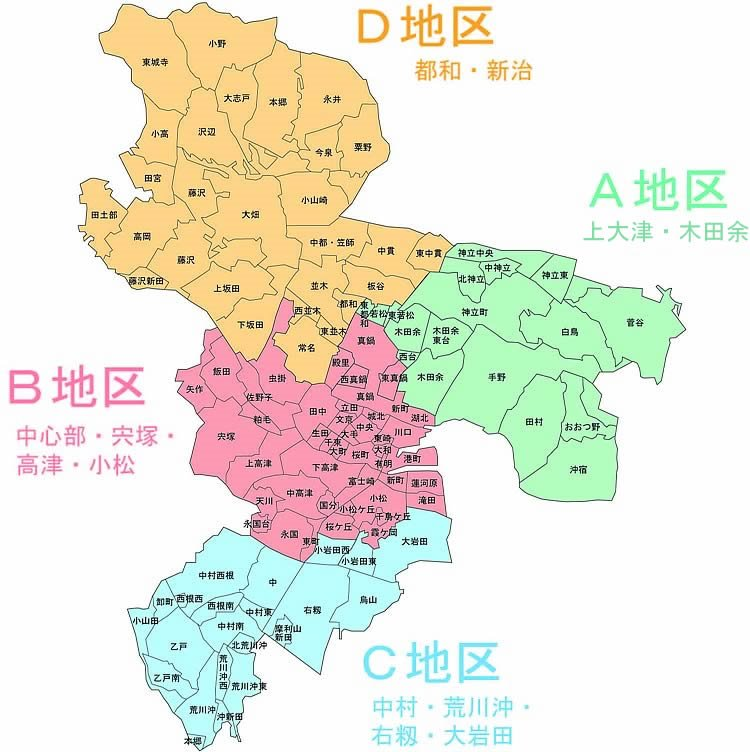 D地区
都和・新治
小野
東城寺
大志戸
本郷
永井
小高
沢辺
今泉
粟野
田宮
藤沢
小山崎
田土部
大畑
高岡
中都・笠師
中貫
東中貫
藤沢
藤沢新田
上坂田
並木
板谷
西並木
都和
下坂田
東並木
常名
A地区
上大津・木田余
神立中央
中神立
神立東
北神立
神立町
菅谷
東都和
若松
東若松
木田余
木田余東台
白鳥
西台
木田余
手野
田村
おおつ野
沖宿
B地区
中心部・宍塚・
高津・小松
真鍋
殿里
飯田
虫掛
西真鍋
東真鍋
矢作
佐野子
真鍋
田中
立田
城北
新町
湖北
粕毛
文京
中央
川口
宍塚
生田
大手
千束
東崎
大町
桜町
大和
有明
港町
上高津
下高津
富士崎
新町
蓮河原
中高津
小松
滝田
天川
国分
小松ケ丘
千鳥ケ丘
永国台
桜ケ丘
霞ケ岡
永国
東町
C地区
中村・荒川沖・
右籾・大岩田
大岩田
小岩田西
小岩田東
中村西根
中
右籾
烏山
卸町
西根西
西根南
中村東
小山田
中村南
摩利山新田
乙戸
北荒川沖
荒川沖西
乙戸南
荒川沖東
荒川沖
沖新田
本郷